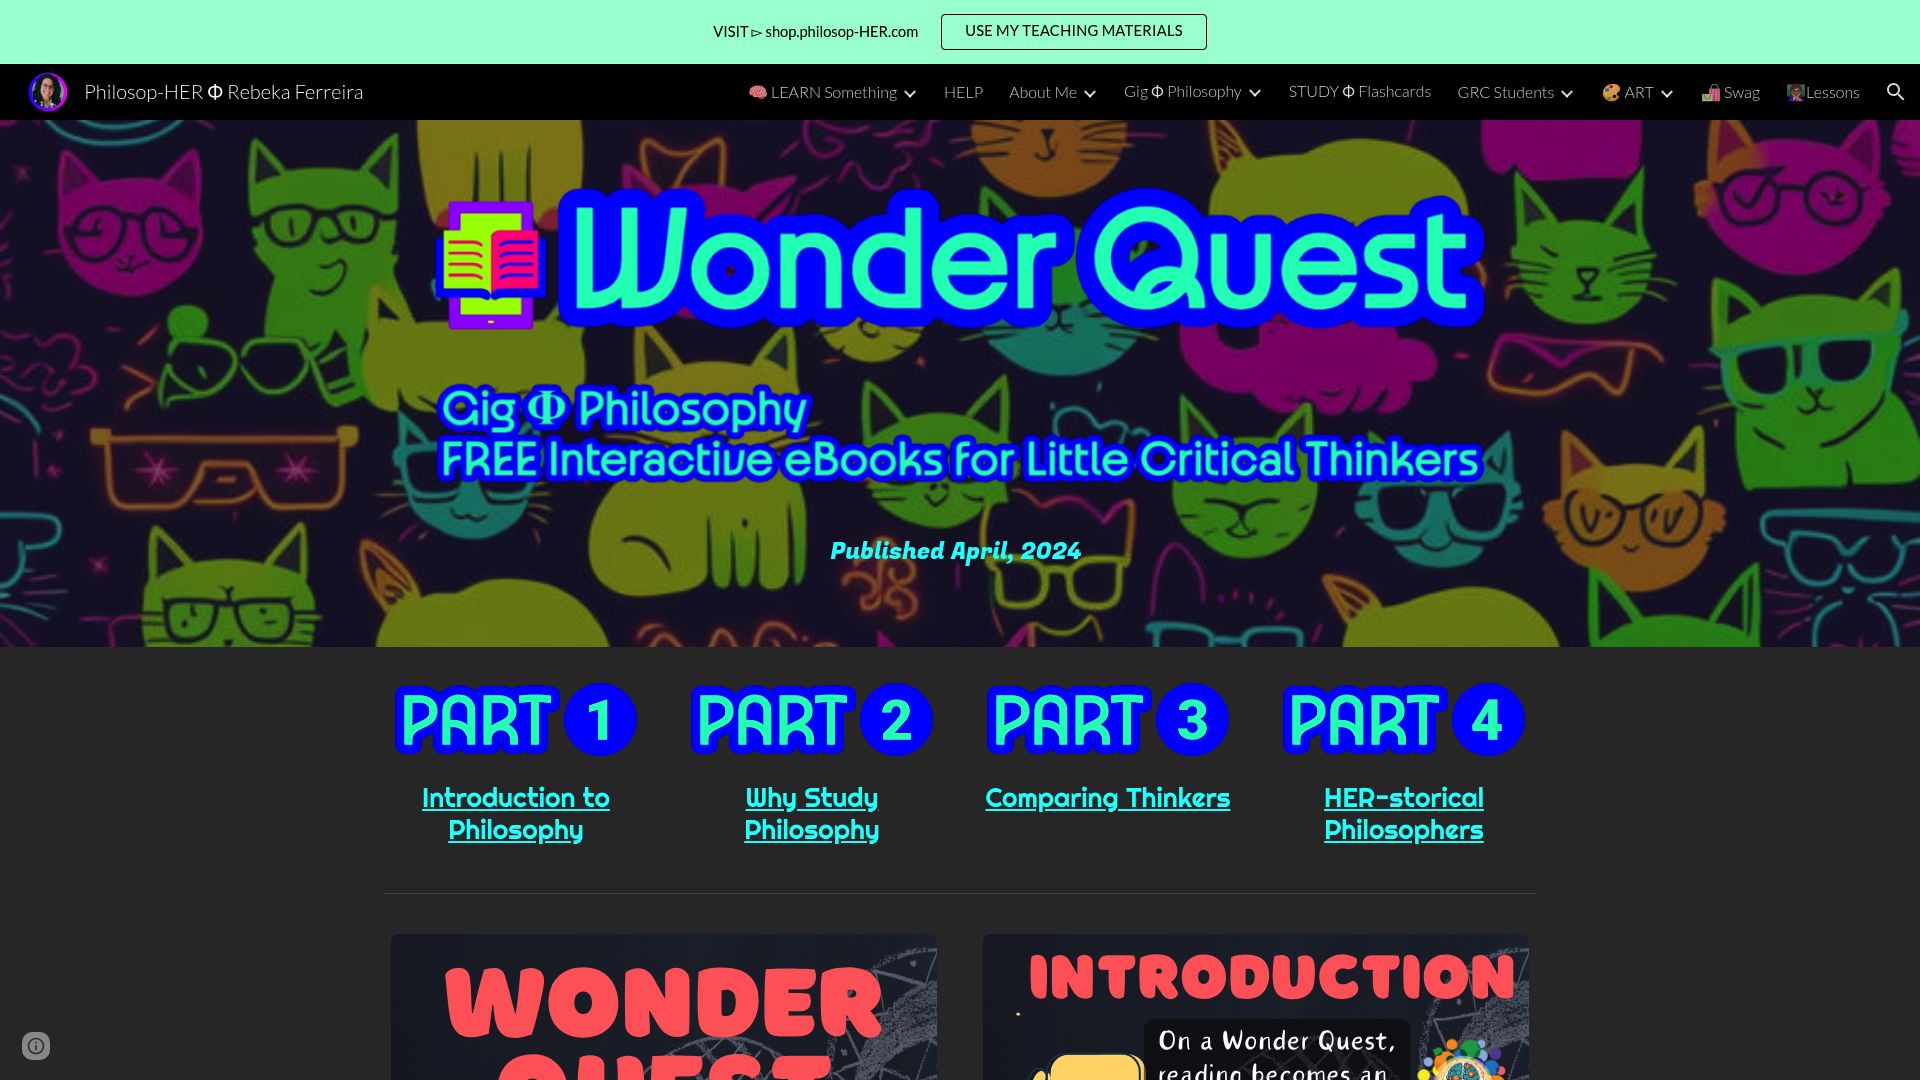 VISIT ▻ shop.philosop-HER.com
USE MY TEACHING MATERIALS
Philosop-HER Φ Rebeka Ferreira
🧠 LEARN Something
HELP
About Me
Gig Φ Philosophy
STUDY Φ Flashcards
GRC Students
🎨 ART
🛍️ Swag
👩🏽‍🏫Lessons
Wonder Quest
Gig Φ Philosophy
FREE Interactive eBooks for Little Critical Thinkers
Published April, 2024
PART 1
PART 2
PART 3
PART 4
Introduction to
Philosophy
Why Study
Philosophy
Comparing Thinkers
HER-storical
Philosophers
WONDER
QUEST
INTRODUCTION
On a Wonder Quest,
reading becomes an